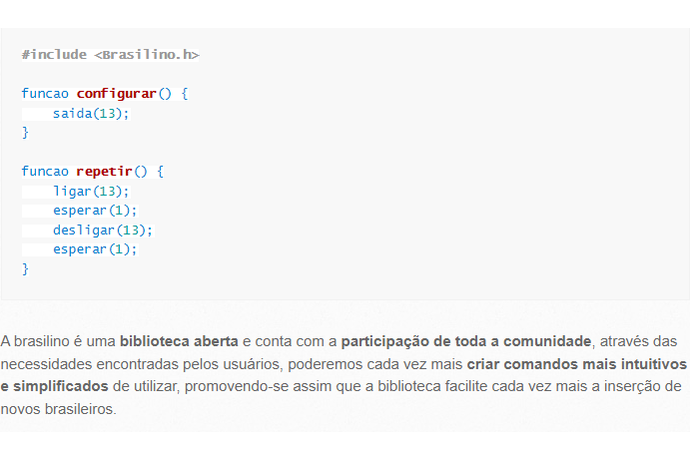 #include <Brasilino.h>
funcao configurar() {
saida(13);
}
funcao repetir() {
ligar(13);
esperar(1);
desligar(13);
esperar(1);
}
A brasilino é uma biblioteca aberta e conta com a participação de toda a comunidade, através das
necessidades encontradas pelos usuários, poderemos cada vez mais criar comandos mais intuitivos
e simplificados de utilizar, promovendo-se assim que a biblioteca facilite cada vez mais a inserção de
novos brasileiros.